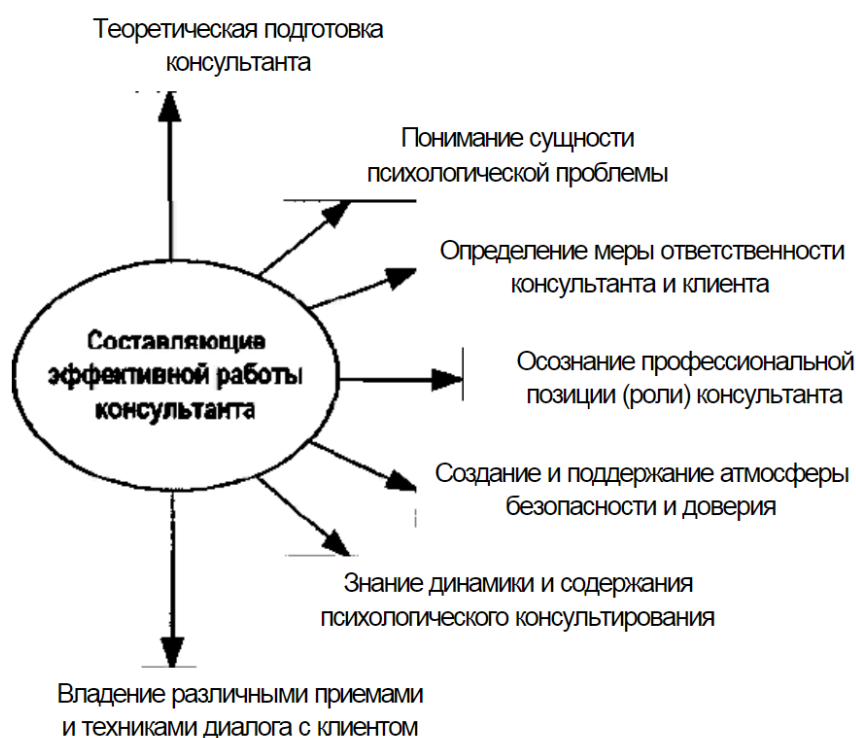 Теоретическая подготовка
консультанта
Понимание сущности
психологической проблемы
Определение меры ответственности
консультанта и клиента
Составляющие
эффективной работы
консультанта
Осознание профессиональной
позиции (роли) консультанта
Создание и поддержание атмосферы
безопасности и доверия
Знание динамики и содержания
психологического консультирования
Владение различными приемами
и техниками диалога с клиентом